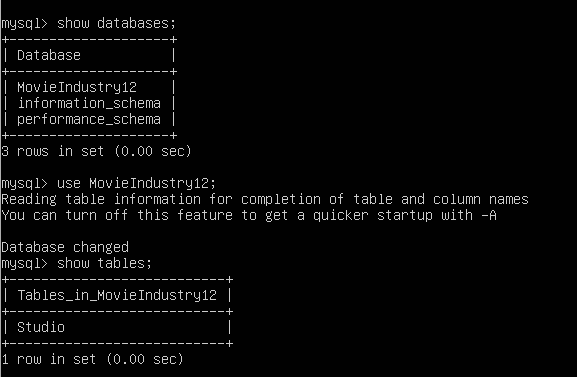 mysql> show databases;
+--------------------+
| Database           |
+--------------------+
| MovieIndustry12    |
| information_schema |
| performance_schema |
+--------------------+
3 rows in set (0.00 sec)
mysql> use MovieIndustry12;
Reading table information for completion of table and column names
You can turn off this feature to get a quicker startup with -A
Database changed
mysql> show tables;
+---------------------------+
| Tables_in_MovieIndustry12 |
+---------------------------+
| Studio                    |
+---------------------------+
1 row in set (0.00 sec)